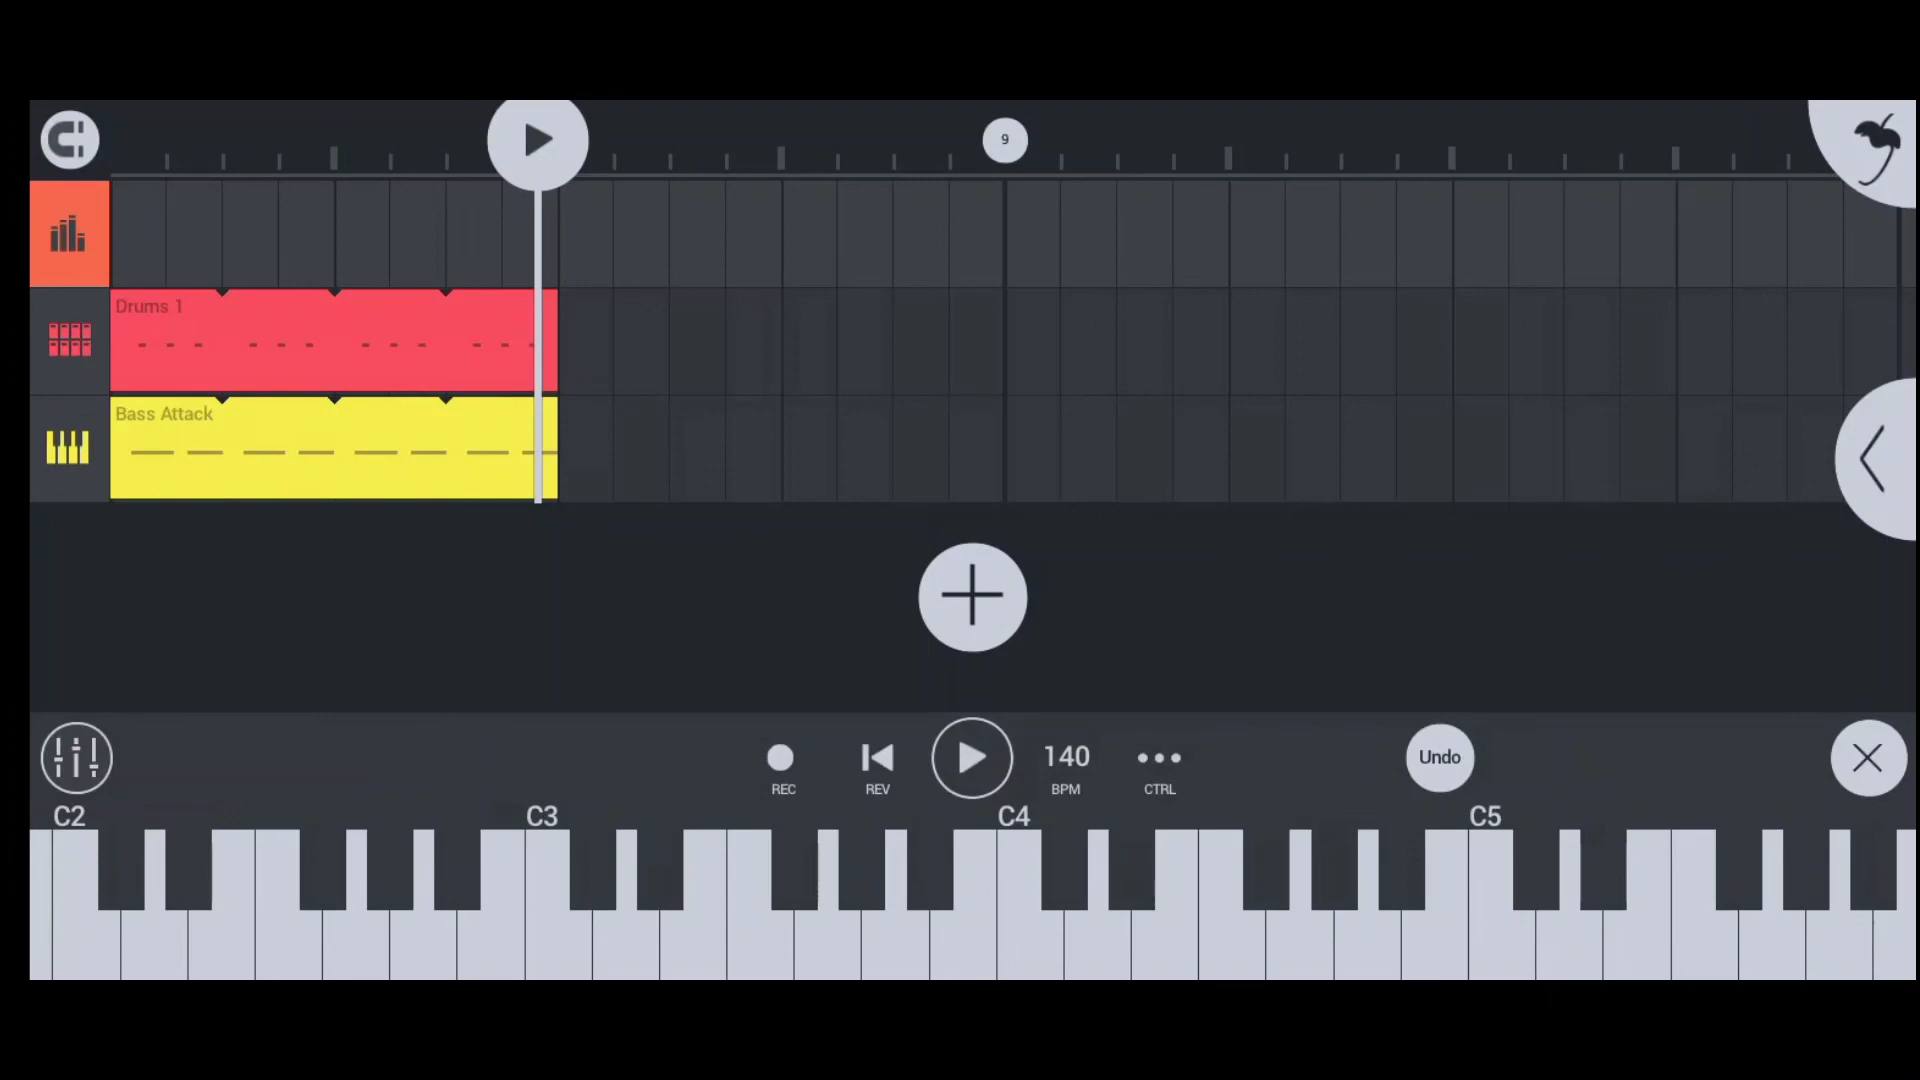 9
Drums 1
Bass Attack
140
Undo
REC
REV
BPM
CTRL
C2
C3
C4
C5